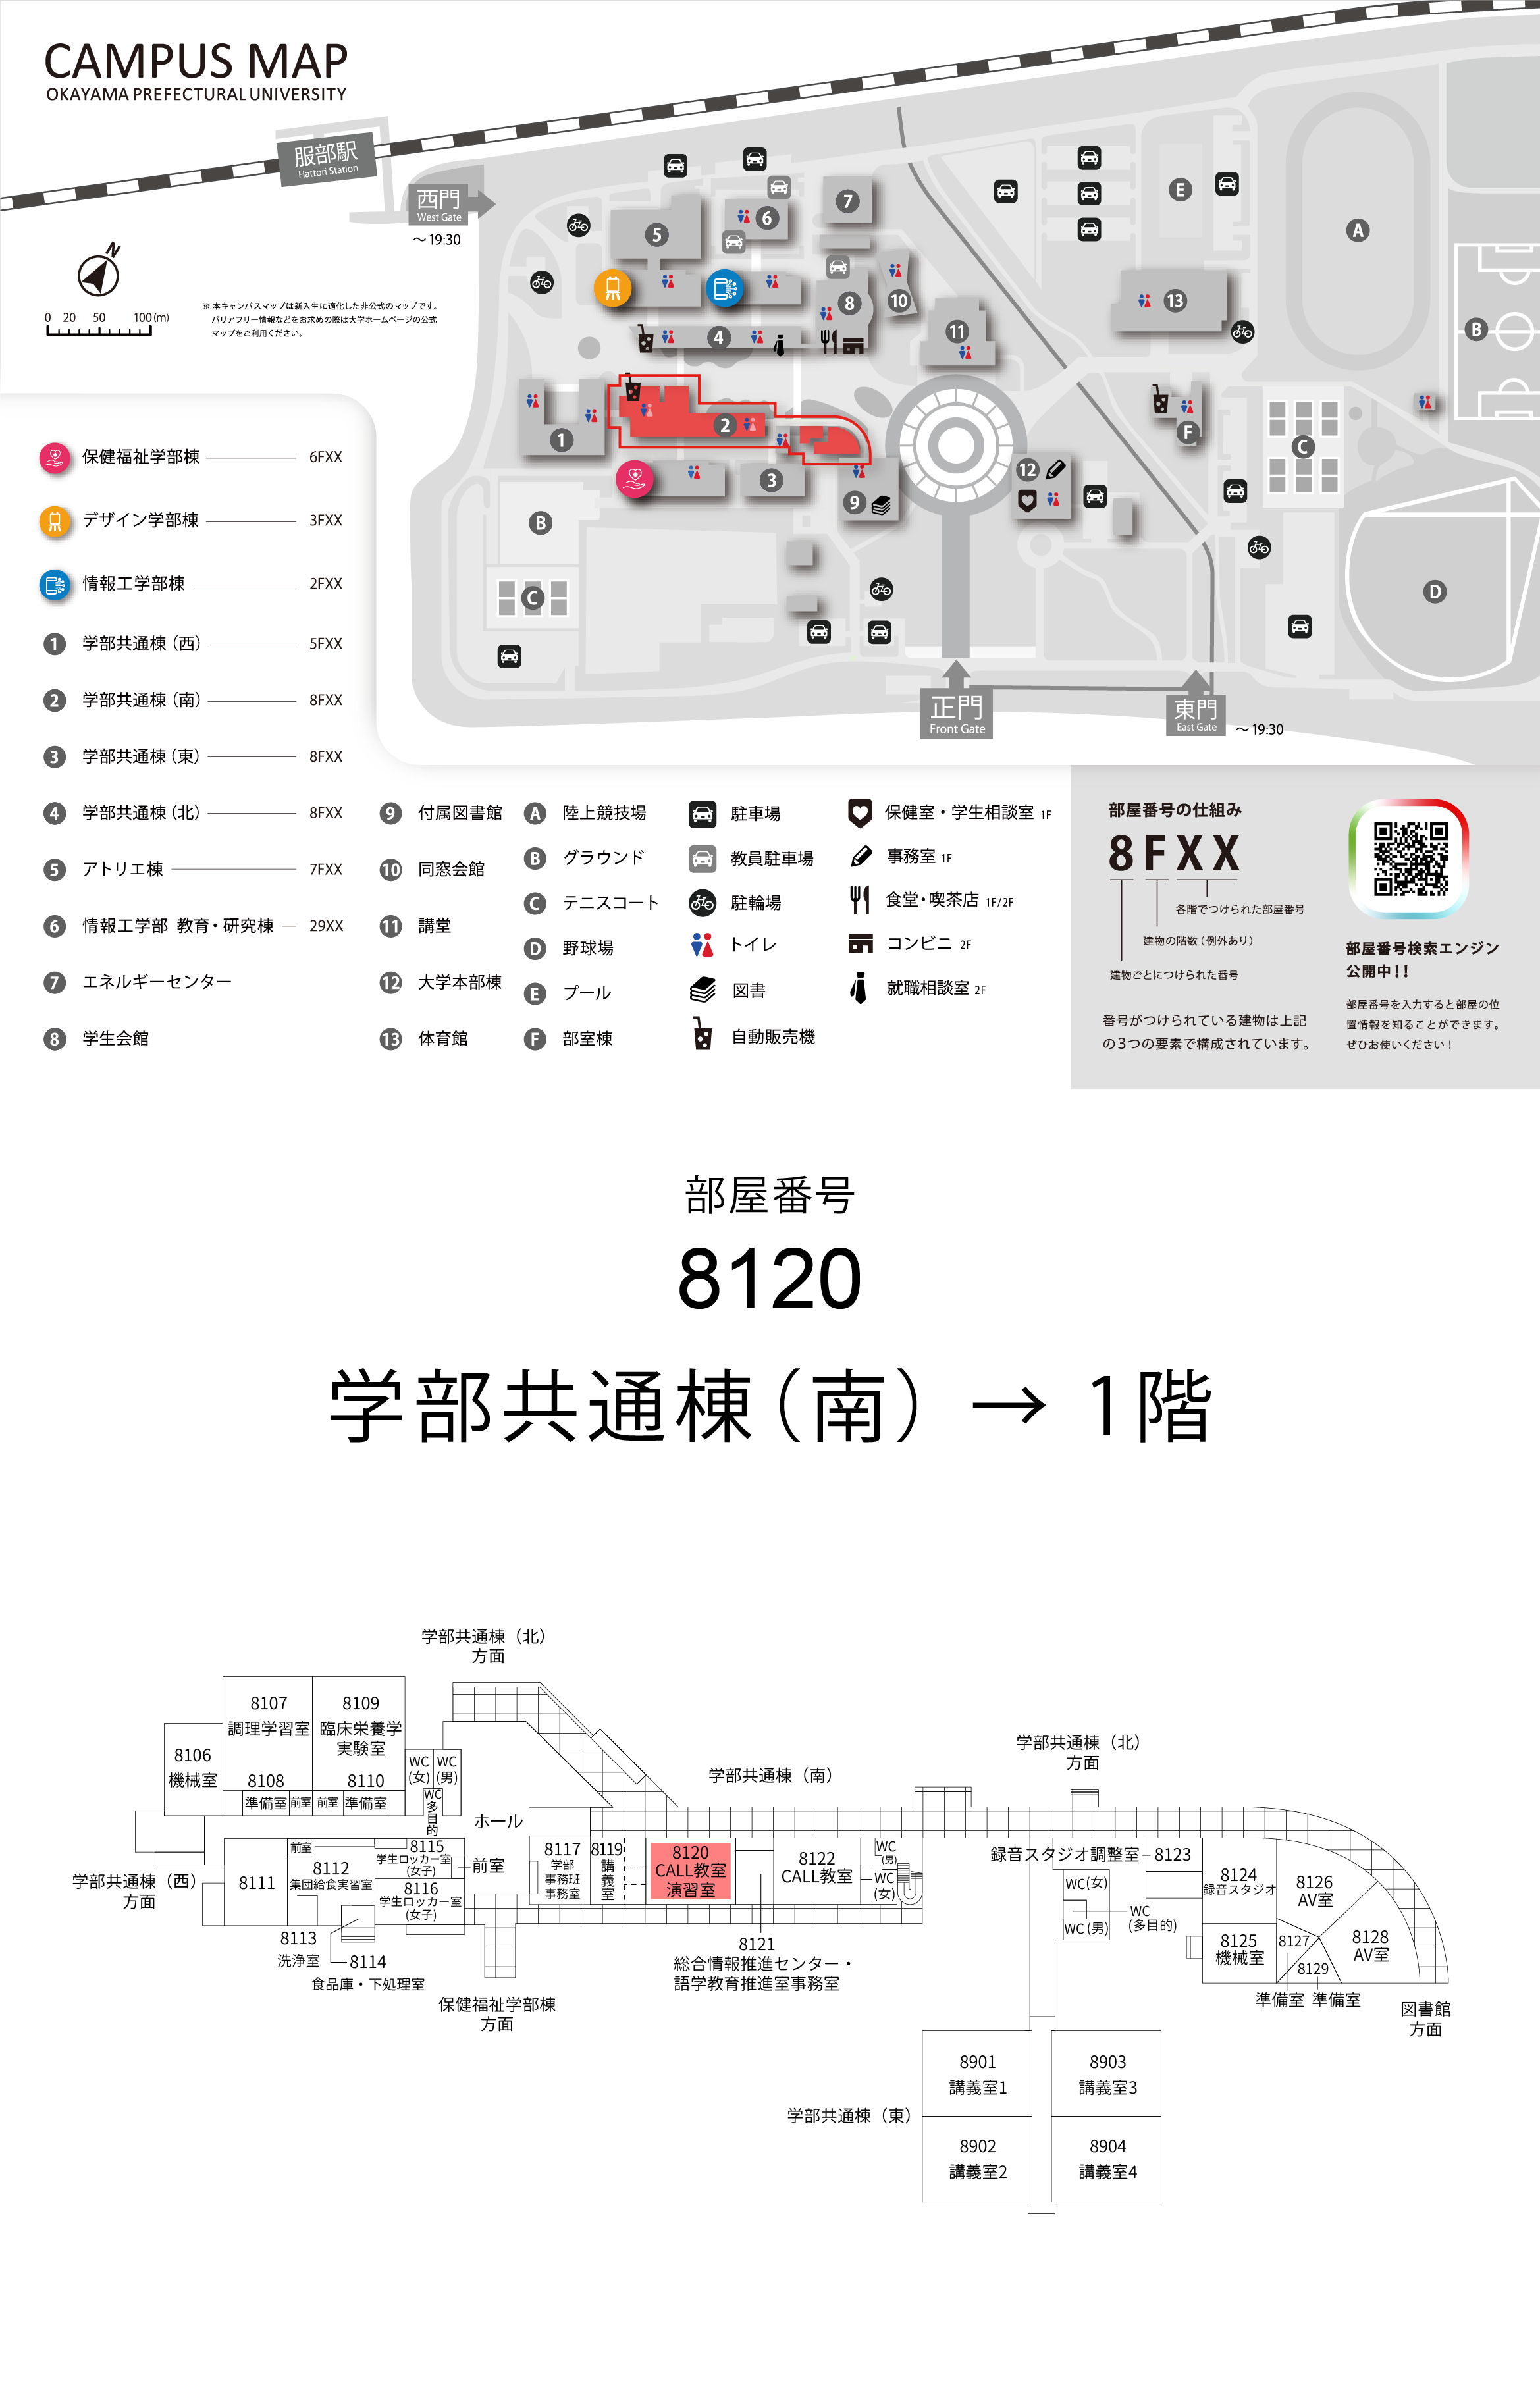 CAMPUS MAP
OKAYAMA PREFECTURAL UNIVERSITY
服部駅
Hattori Station
西門
West Gate
～19:30
N
0 20 50 100(m)
※ 本キャンパスマップは新入生に適化した非公式のマップです。
バリアフリー情報などをお求めの際は大学ホームページの公式
マップをご利用ください。
5
6
7
8
10
4
11
13
E
A
B
1
2
3
9
12
F
C
B
C
D
正門
Front Gate
東門
East Gate
～19:30
保健福祉学部棟 6FXX
デザイン学部棟 3FXX
情報工学部棟 2FXX
1 学部共通棟（西） 5FXX
2 学部共通棟（南） 8FXX
3 学部共通棟（東） 8FXX
4 学部共通棟（北） 8FXX
5 アトリエ棟 7FXX
6 情報工学部 教育・研究棟 29XX
7 エネルギーセンター
8 学生会館
9 付属図書館
10 同窓会館
11 講堂
12 大学本部棟
13 体育館
A 陸上競技場
B グラウンド
C テニスコート
D 野球場
E プール
F 部室棟
駐車場
教員駐車場
駐輪場
トイレ
図書
自動販売機
保健室・学生相談室 1F
事務室 1F
食堂・喫茶店 1F/2F
コンビニ 2F
就職相談室 2F
部屋番号の仕組み
8FXX
各階でつけられた部屋番号
建物の階数（例外あり）
建物ごとにつけられた番号
番号がつけられている建物は上記
の3つの要素で構成されています。
部屋番号検索エンジン
公開中！！
部屋番号を入力すると部屋の位
置情報を知ることができます。
ぜひお使いください！
部屋番号
8120
学部共通棟（南） → 1階
学部共通棟（北）
方面
8107
調理学習室
8109
臨床栄養学
実験室
8106
機械室
8108
準備室
前室
前室
8110
準備室
WC
(女)
WC
(男)
WC
多
目
的
ホール
学部共通棟（南）
学部共通棟（北）
方面
学部共通棟（西）
方面
8111
前室
8112
集団給食実習室
8115
学生ロッカー室
(女子)
前室
8116
学生ロッカー室
(女子)
8113
洗浄室
8114
食品庫・下処理室
保健福祉学部棟
方面
8117
学部
事務班
事務室
8119
講
義
室
8120
CALL教室
演習室
8121
総合情報推進センター・
語学教育推進室事務室
8122
CALL教室
WC
(男)
WC
(女)
録音スタジオ調整室
8123
WC(女)
WC
(多目的)
WC(男)
8124
録音スタジオ
8125
機械室
8126
AV室
8127
準備室
8128
AV室
8129
準備室
図書館
方面
学部共通棟（東）
8901
講義室1
8903
講義室3
8902
講義室2
8904
講義室4